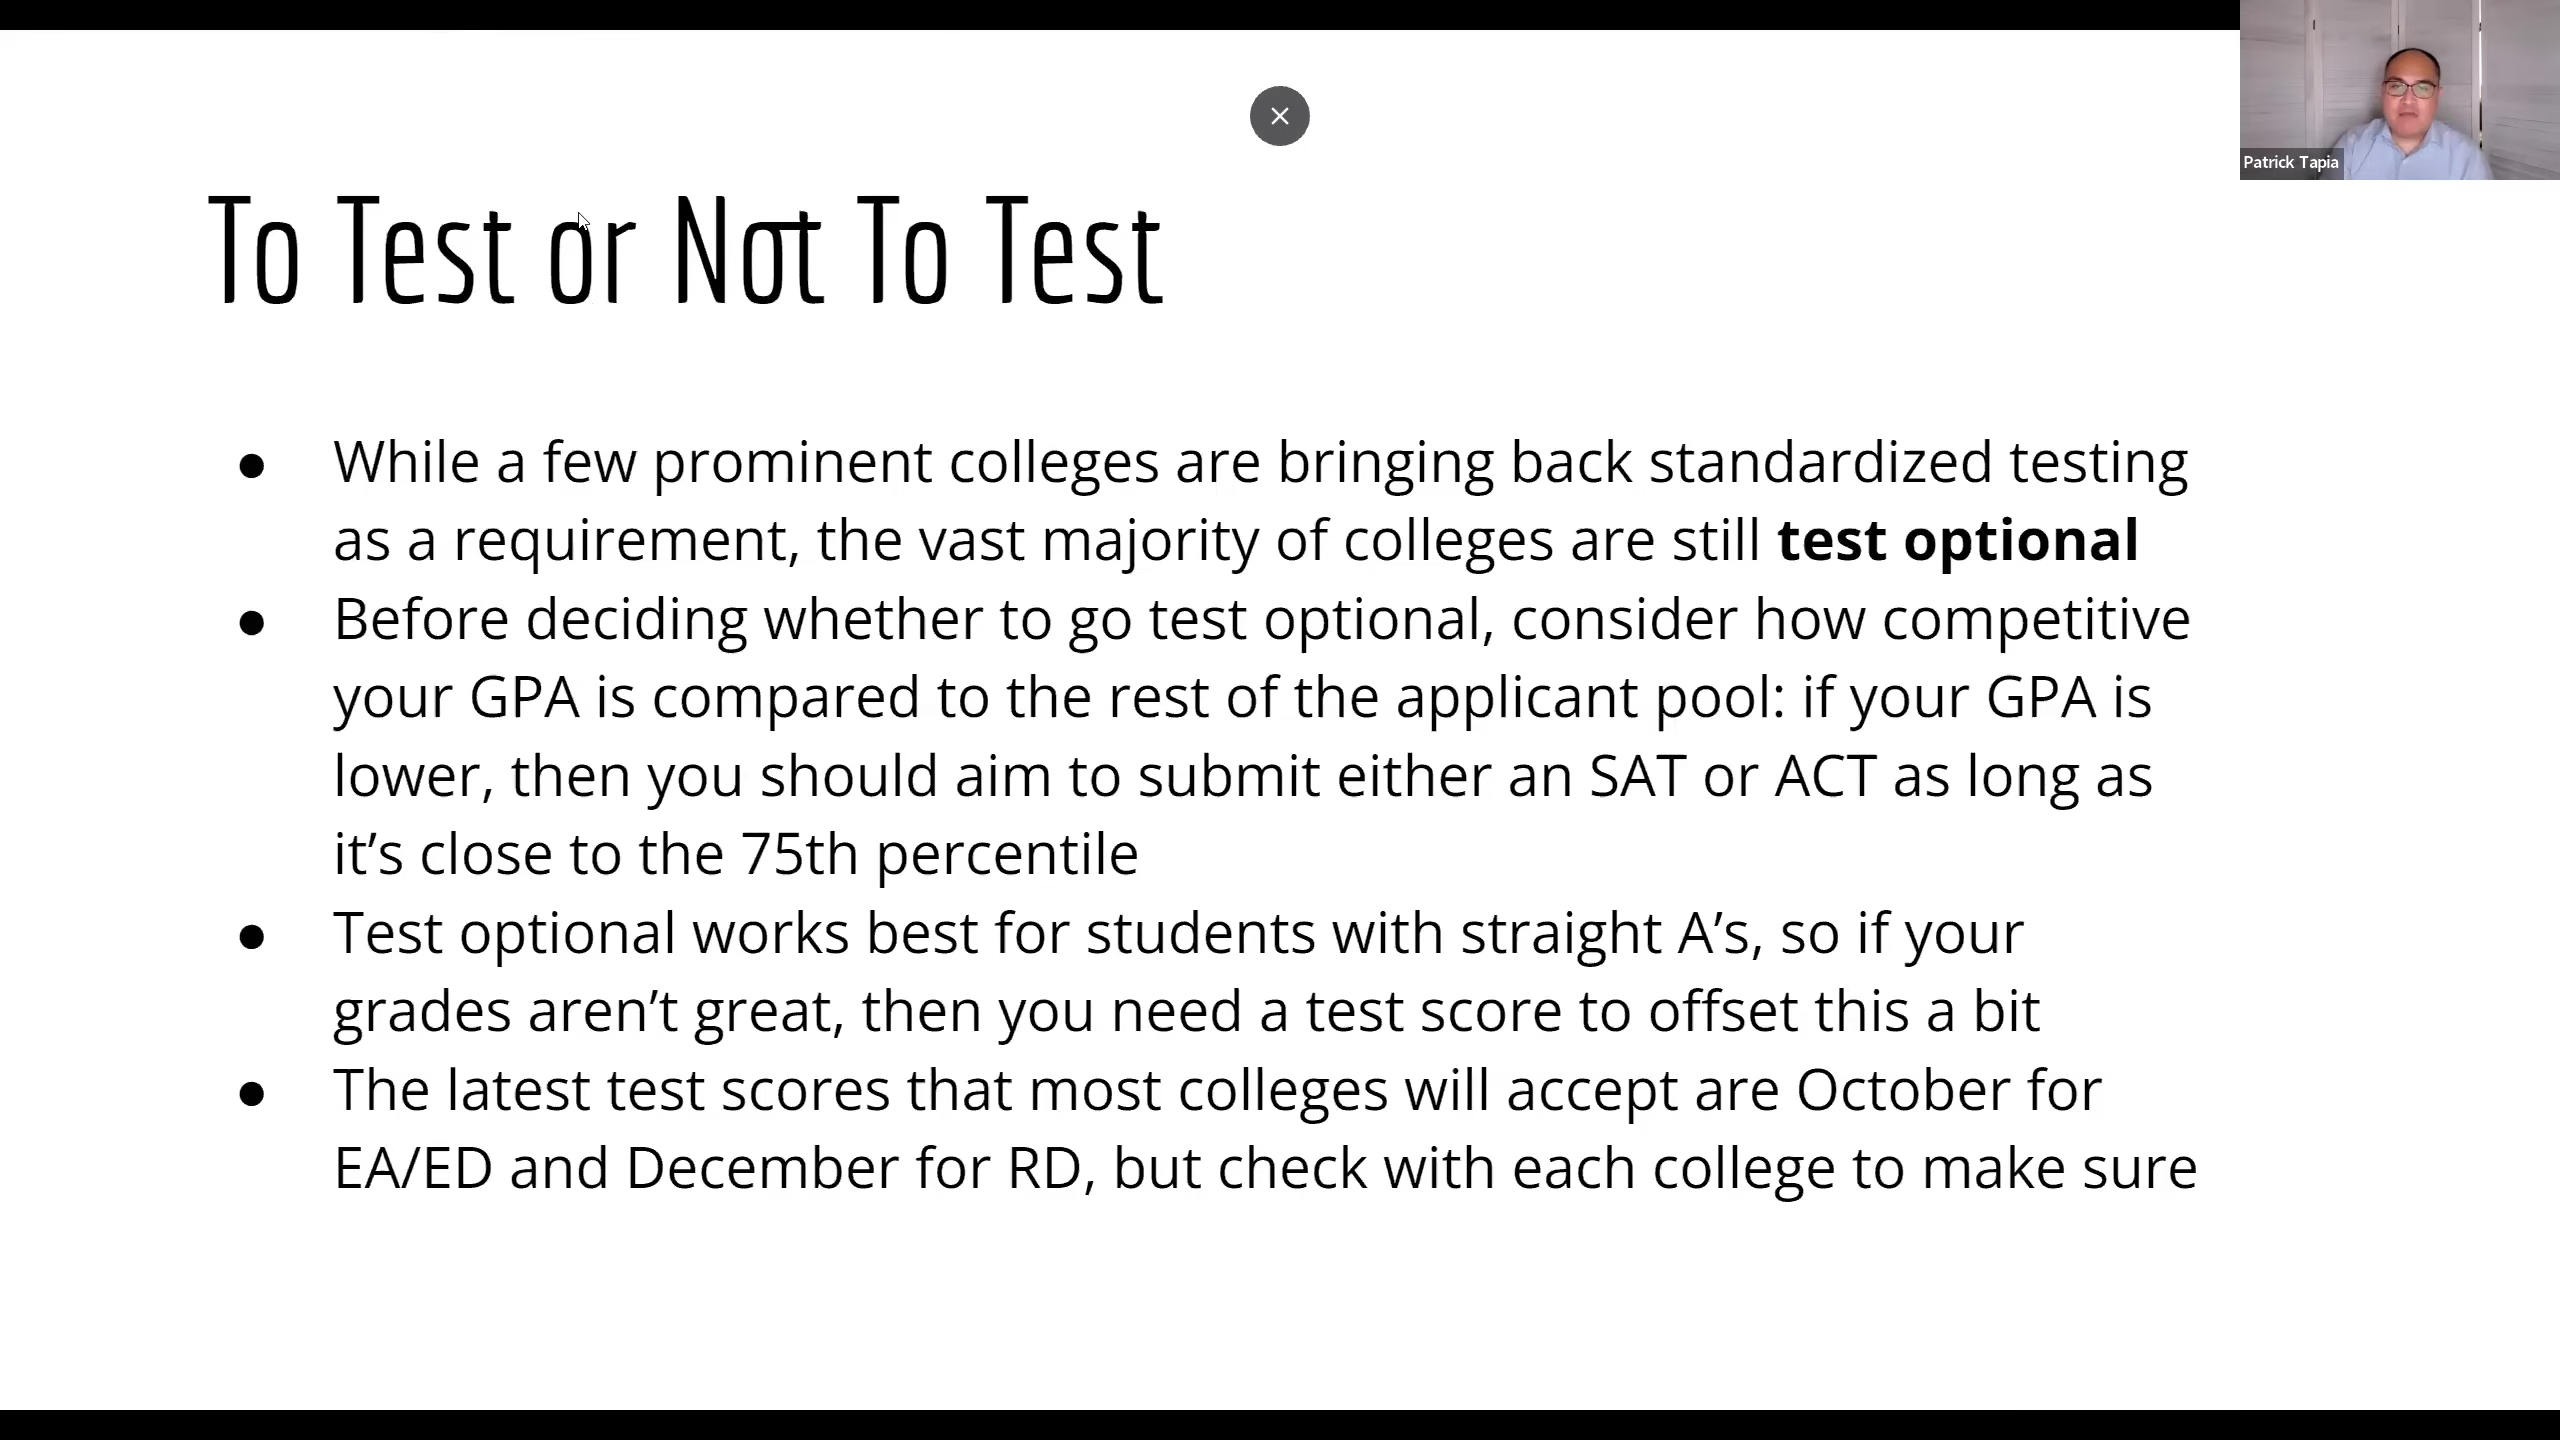 Patrick Tapia
To Test or Not To Test
● While a few prominent colleges are bringing back standardized testing
as a requirement, the vast majority of colleges are still test optional
● Before deciding whether to go test optional, consider how competitive
your GPA is compared to the rest of the applicant pool: if your GPA is
lower, then you should aim to submit either an SAT or ACT as long as
it’s close to the 75th percentile
● Test optional works best for students with straight A’s, so if your
grades aren’t great, then you need a test score to offset this a bit
● The latest test scores that most colleges will accept are October for
EA/ED and December for RD, but check with each college to make sure